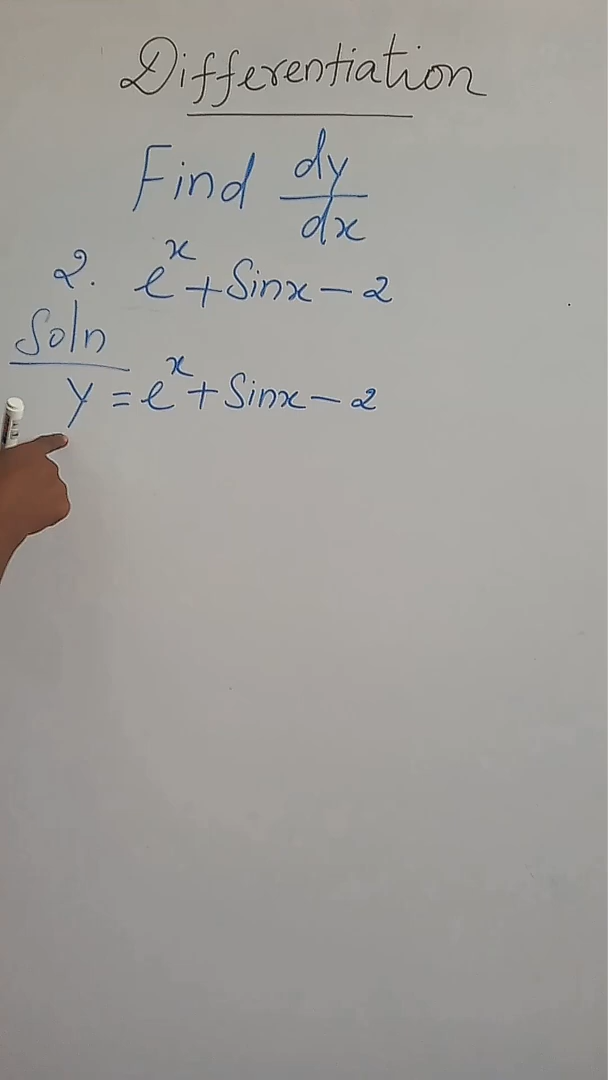 Differentiation
Find dy/dx
2. e^x + Sinx - 2
Soln
y = e^x + Sinx - 2